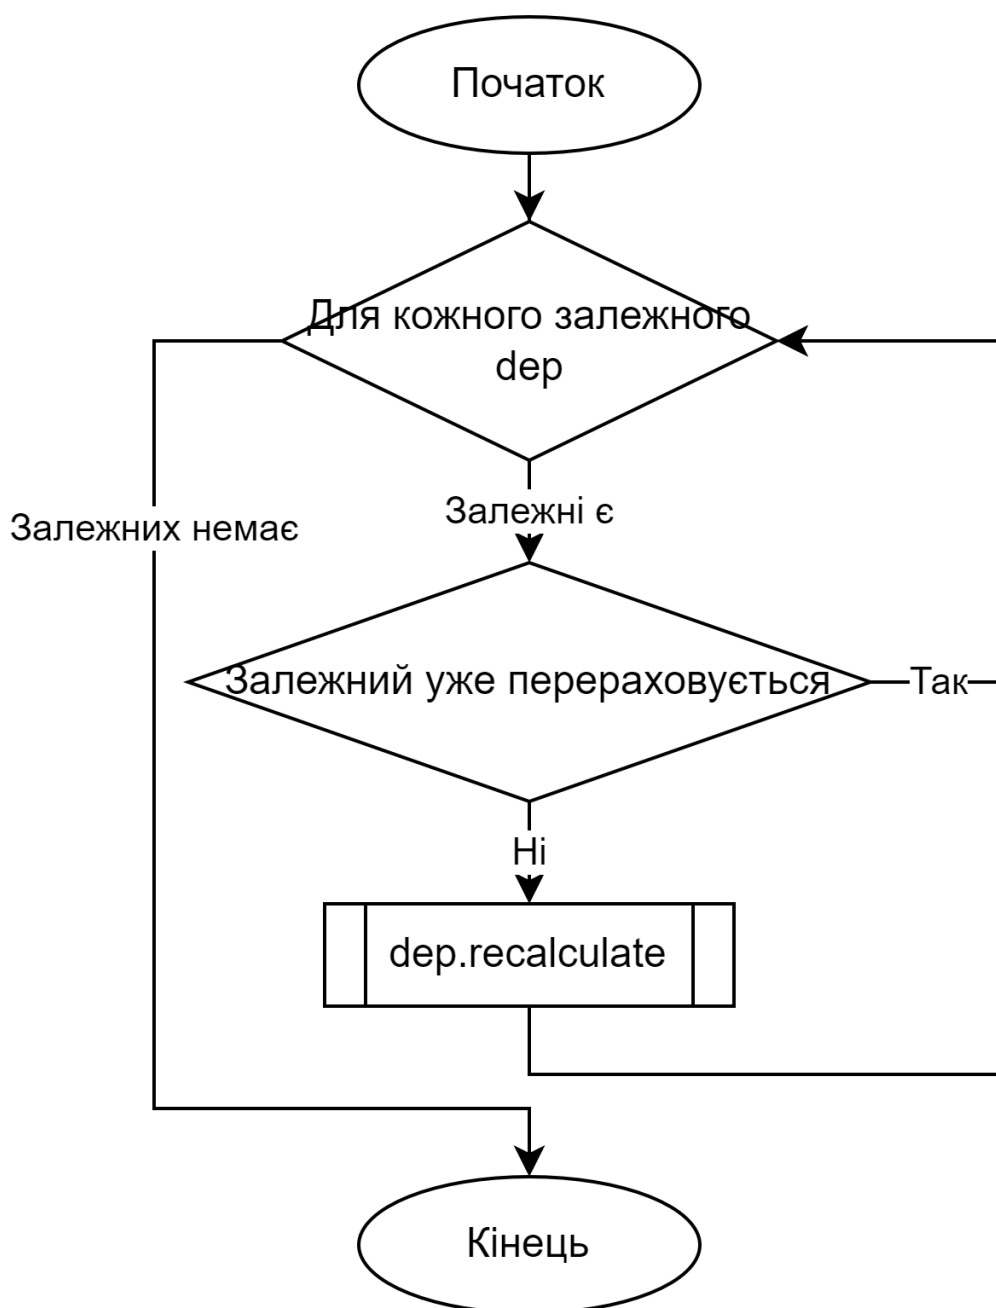 Початок
Для кожного залежного
dep
Залежних немає
Залежні є
Залежний уже перераховується
Так
Ні
dep.recalculate
Кінець